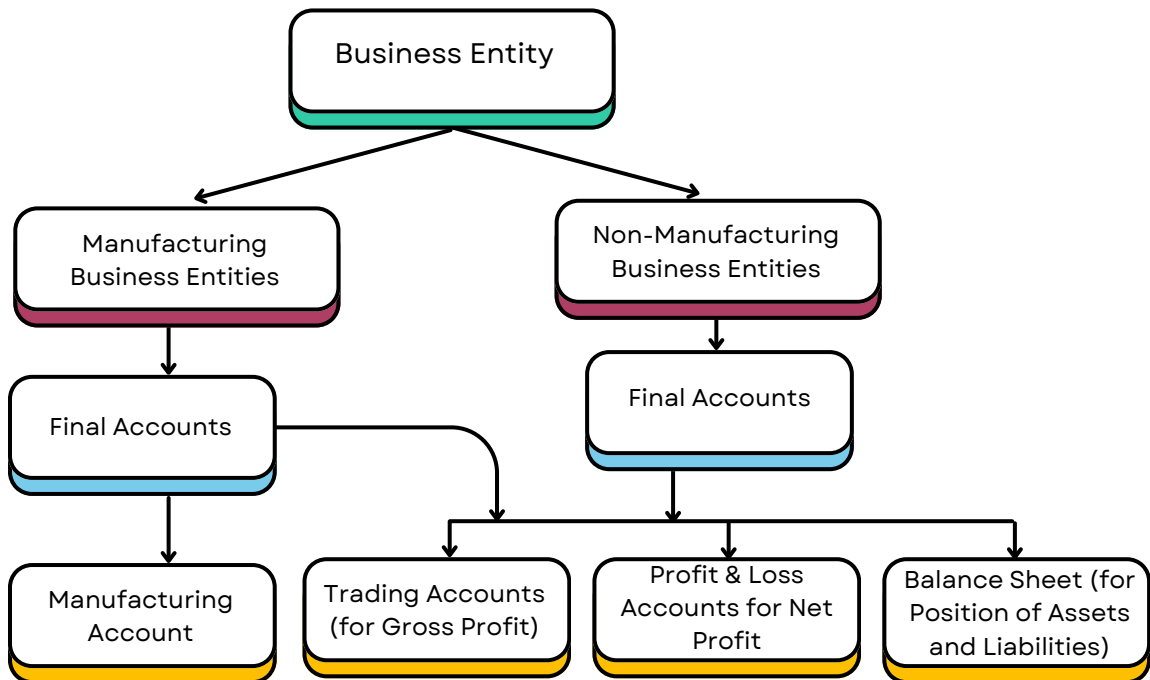 Business Entity
Manufacturing
Business Entities
Non-Manufacturing
Business Entities
Final Accounts
Final Accounts
Manufacturing
Account
Trading Accounts
(for Gross Profit)
Profit & Loss
Accounts for Net
Profit
Balance Sheet (for
Position of Assets
and Liabilities)